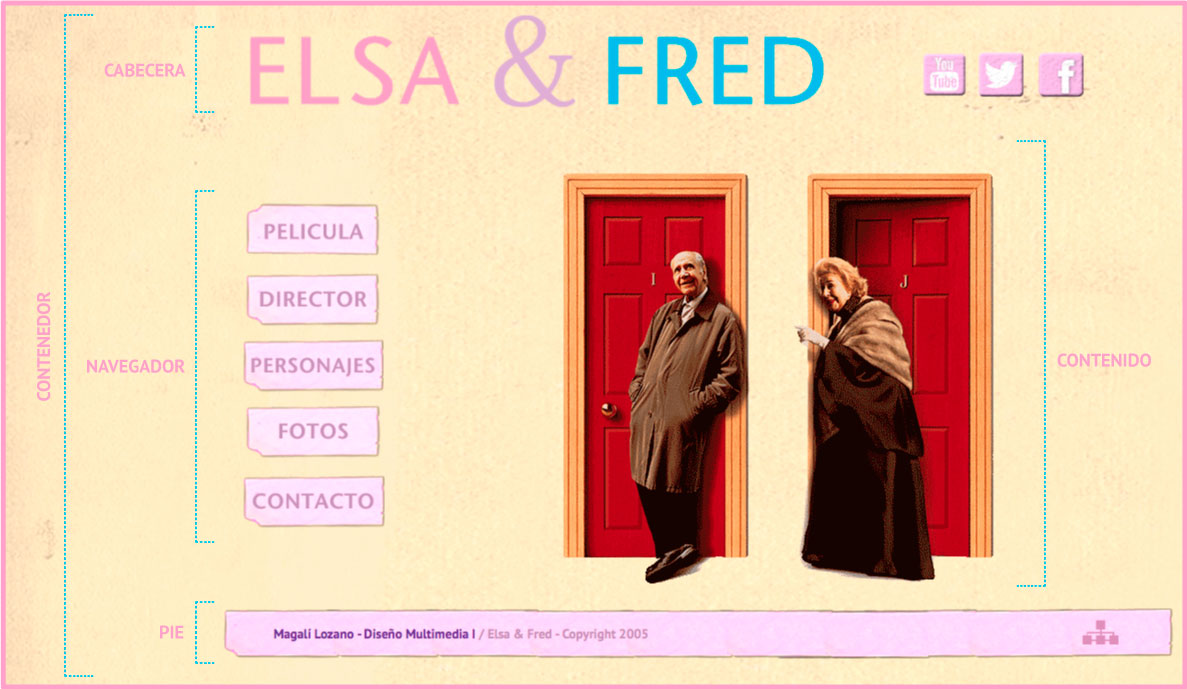 CABECERA
ELSA & FRED
You
Tube
f
CONTENEDOR
NAVEGADOR
PELICULA
DIRECTOR
PERSONAJES
FOTOS
CONTACTO
I
J
CONTENIDO
PIE
Magalí Lozano - Diseño Multimedia I / Elsa & Fred - Copyright 2005